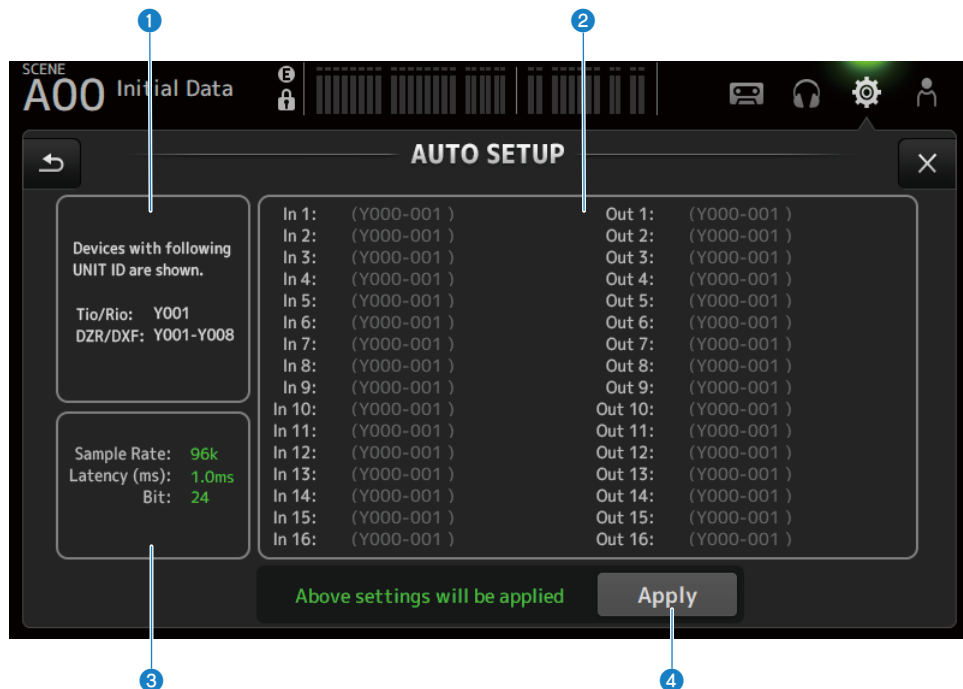 1
2
SCENE
A00 Initial Data
E
AUTO SETUP
Devices with following
UNIT ID are shown.
Tio/Rio: Y001
DZR/DXF: Y001-Y008
Sample Rate: 96k
Latency (ms): 1.0ms
Bit: 24
In 1: (Y000-001 ) Out 1: (Y000-001 )
In 2: (Y000-001 ) Out 2: (Y000-001 )
In 3: (Y000-001 ) Out 3: (Y000-001 )
In 4: (Y000-001 ) Out 4: (Y000-001 )
In 5: (Y000-001 ) Out 5: (Y000-001 )
In 6: (Y000-001 ) Out 6: (Y000-001 )
In 7: (Y000-001 ) Out 7: (Y000-001 )
In 8: (Y000-001 ) Out 8: (Y000-001 )
In 9: (Y000-001 ) Out 9: (Y000-001 )
In 10: (Y000-001 ) Out 10: (Y000-001 )
In 11: (Y000-001 ) Out 11: (Y000-001 )
In 12: (Y000-001 ) Out 12: (Y000-001 )
In 13: (Y000-001 ) Out 13: (Y000-001 )
In 14: (Y000-001 ) Out 14: (Y000-001 )
In 15: (Y000-001 ) Out 15: (Y000-001 )
In 16: (Y000-001 ) Out 16: (Y000-001 )
Above settings will be applied Apply
3
4